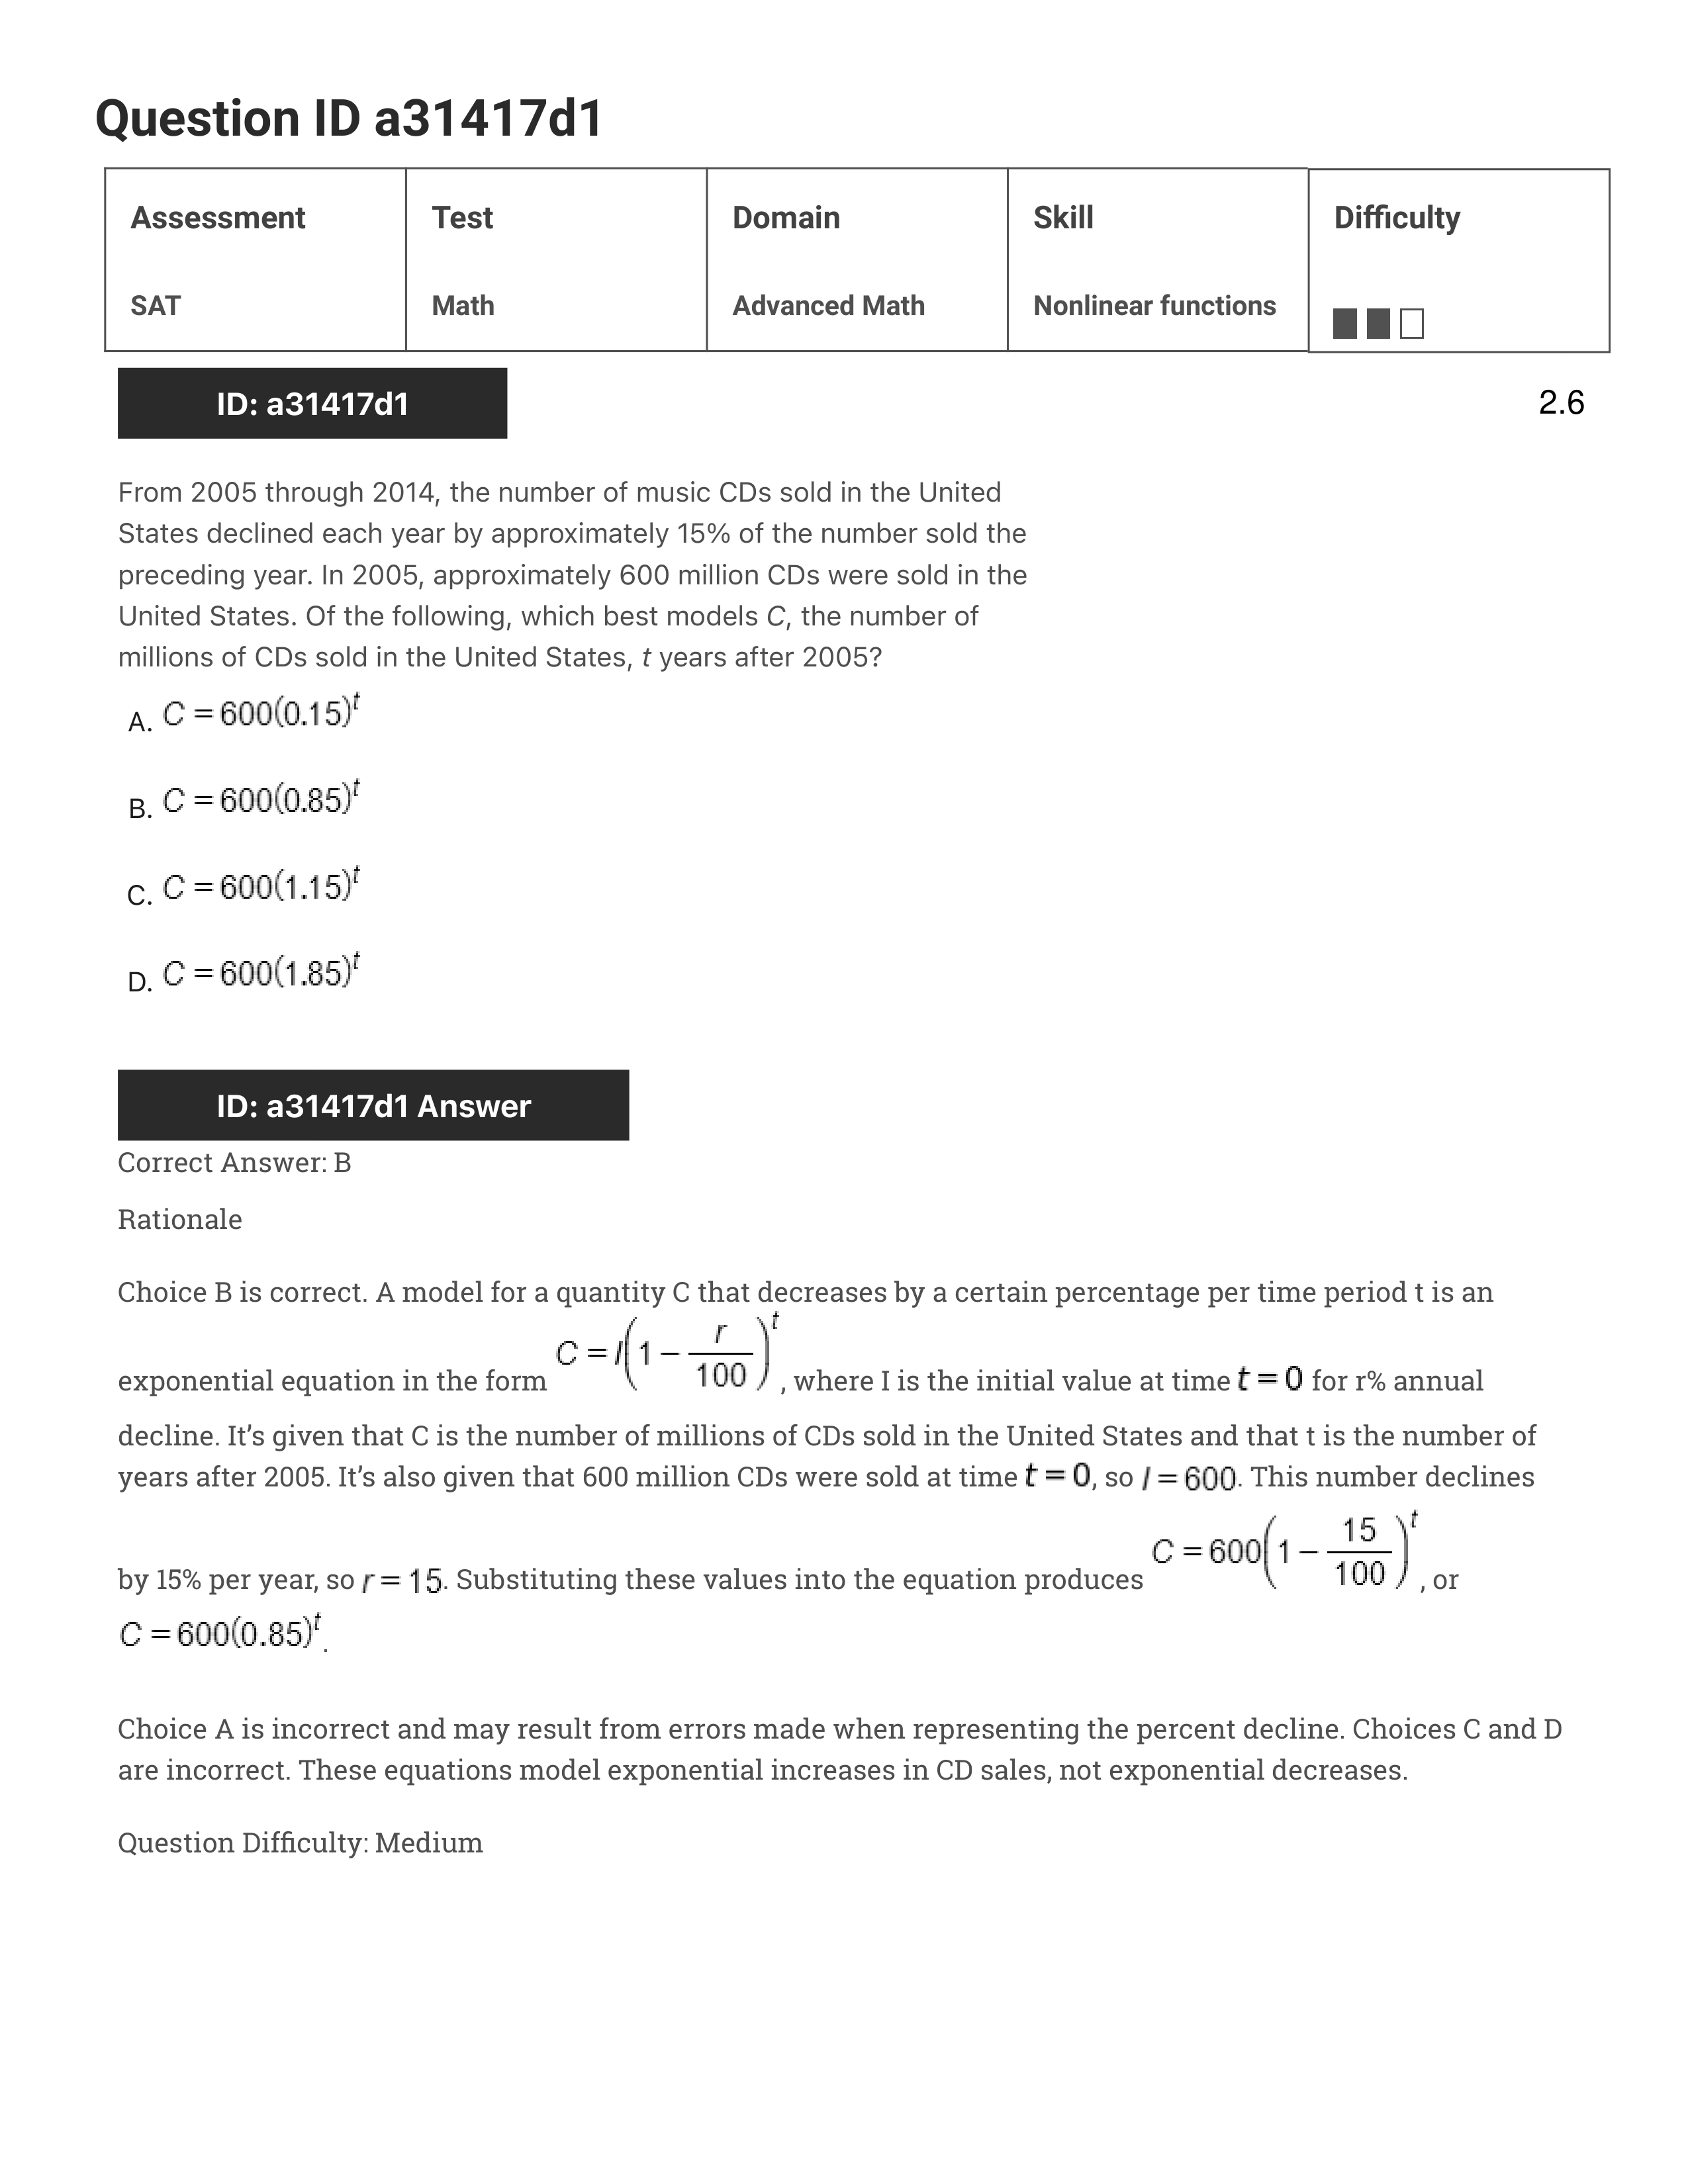 Question ID a31417d1
Assessment Test Domain Skill Difficulty
SAT Math Advanced Math Nonlinear functions
ID: a31417d1 2.6
From 2005 through 2014, the number of music CDs sold in the United
States declined each year by approximately 15% of the number sold the
preceding year. In 2005, approximately 600 million CDs were sold in the
United States. Of the following, which best models C, the number of
millions of CDs sold in the United States, t years after 2005?
A. C = 600(0.15)^t
B. C = 600(0.85)^t
C. C = 600(1.15)^t
D. C = 600(1.85)^t
ID: a31417d1 Answer
Correct Answer: B
Rationale
Choice B is correct. A model for a quantity C that decreases by a certain percentage per time period t is an
exponential equation in the form C = I(1 − r/100)^t, where I is the initial value at time t = 0 for r% annual
decline. It’s given that C is the number of millions of CDs sold in the United States and that t is the number of
years after 2005. It’s also given that 600 million CDs were sold at time t = 0, so I = 600. This number declines
by 15% per year, so r = 15. Substituting these values into the equation produces C = 600(1 − 15/100)^t, or
C = 600(0.85)^t.
Choice A is incorrect and may result from errors made when representing the percent decline. Choices C and D
are incorrect. These equations model exponential increases in CD sales, not exponential decreases.
Question Difficulty: Medium